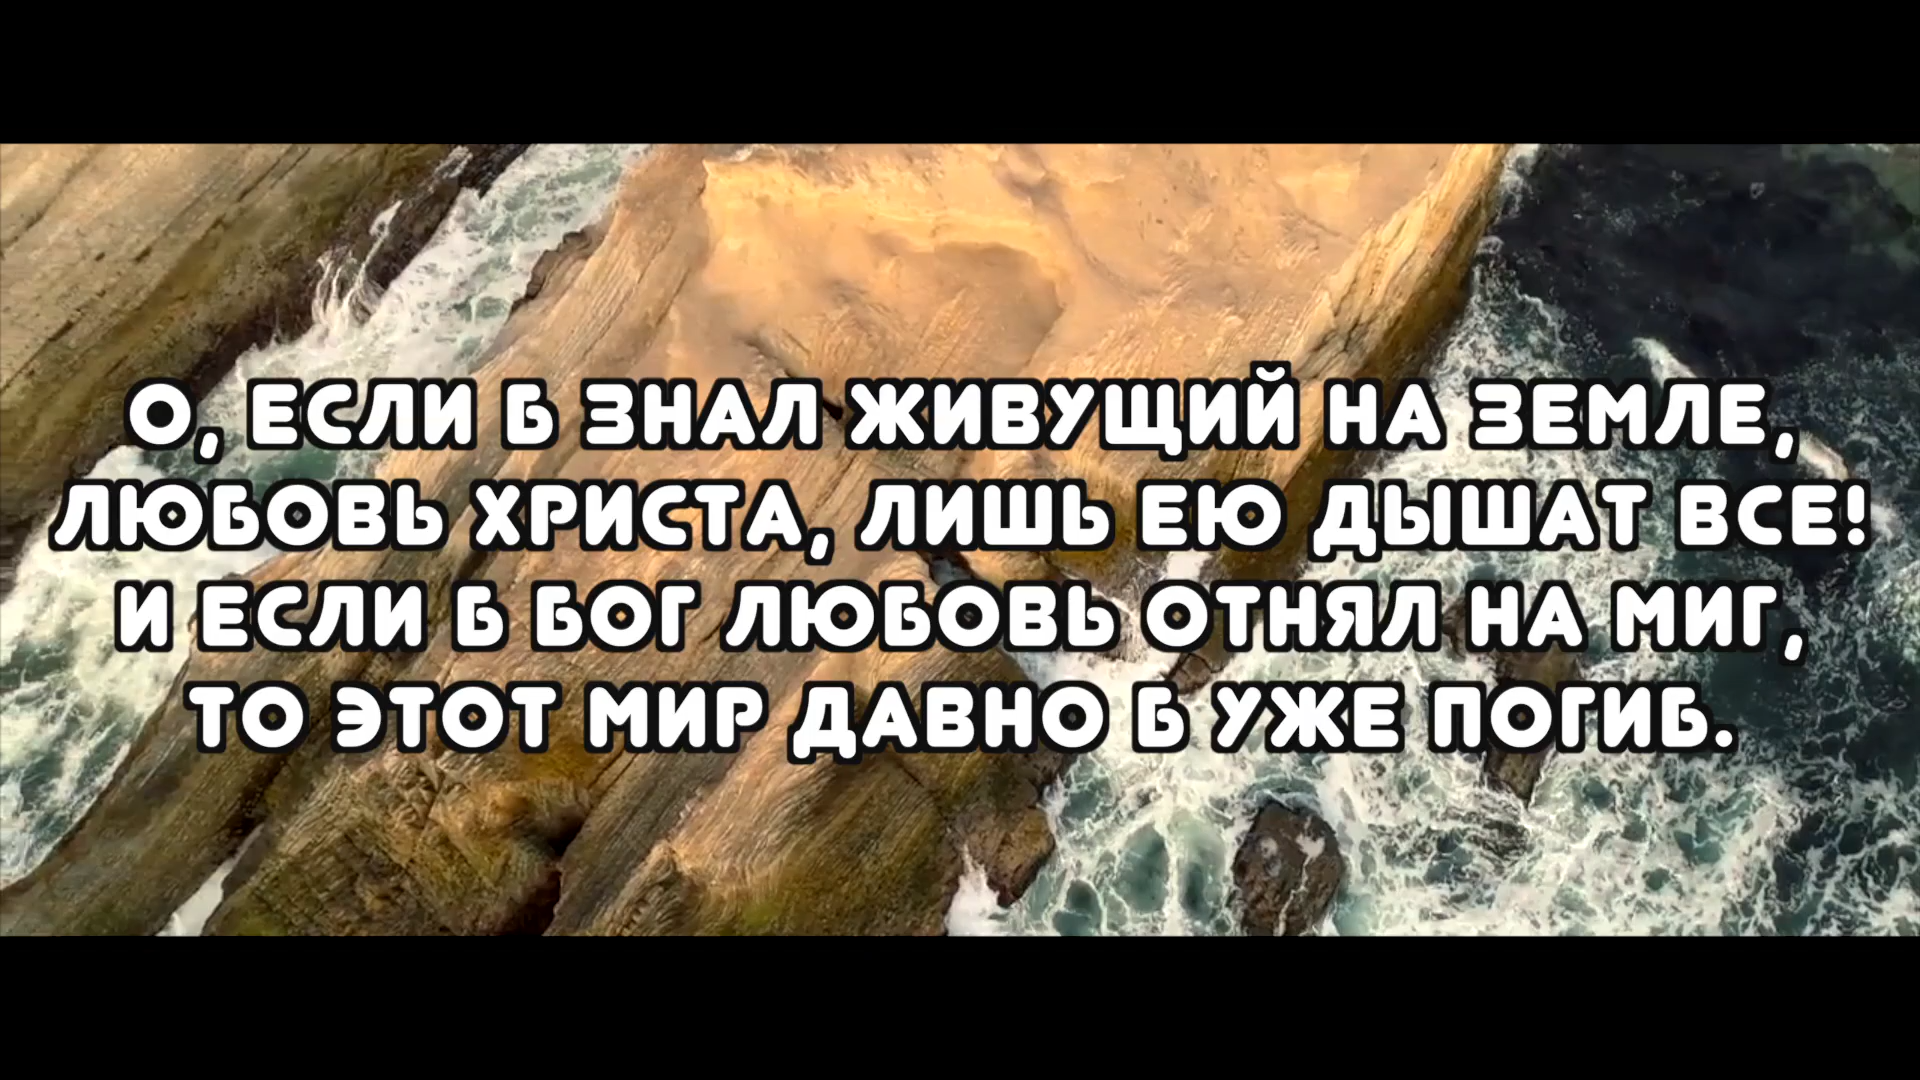 О, ЕСЛИ Б ЗНАЛ ЖИВУЩИЙ НА ЗЕМЛЕ,
ЛЮБОВЬ ХРИСТА, ЛИШЬ ЕЮ ДЫШАТ ВСЕ!
И ЕСЛИ Б БОГ ЛЮБОВЬ ОТНЯЛ НА МИГ,
ТО ЭТОТ МИР ДАВНО Б УЖЕ ПОГИБ.